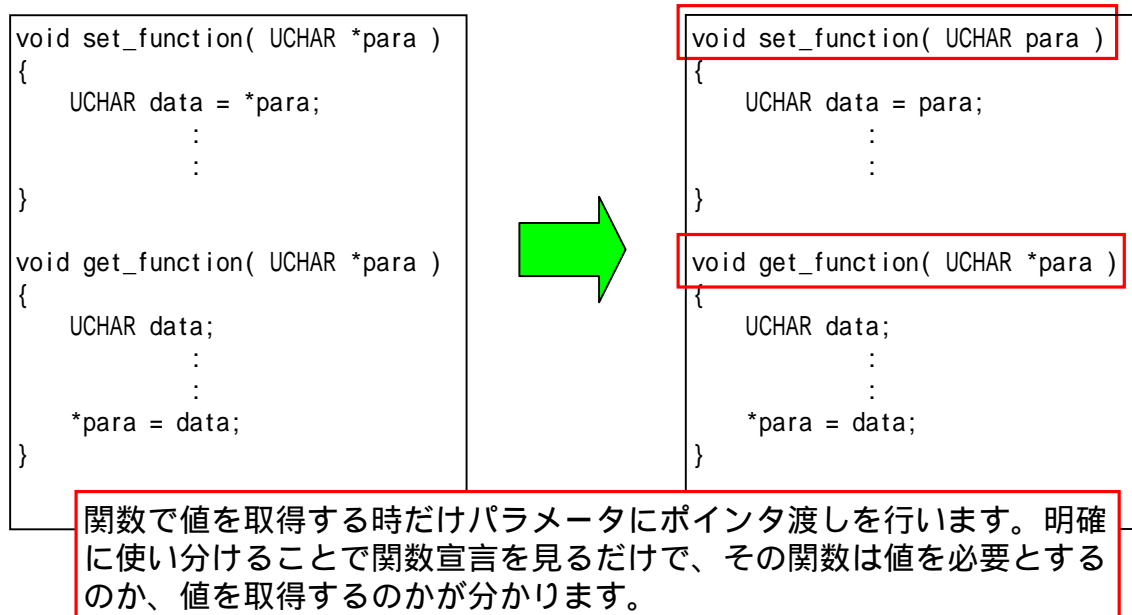 void set_function( UCHAR *para )
{
    UCHAR data = *para;
            :
            :
}
void get_function( UCHAR *para )
{
    UCHAR data;
            :
            :
    *para = data;
}
void set_function( UCHAR para )
{
    UCHAR data = para;
            :
            :
}
void get_function( UCHAR *para )
{
    UCHAR data;
            :
            :
    *para = data;
}
関数で値を取得する時だけパラメータにポインタ渡しを行います。明確
に使い分けることで関数宣言を見るだけで、その関数は値を必要とする
のか、値を取得するのかが分かります。